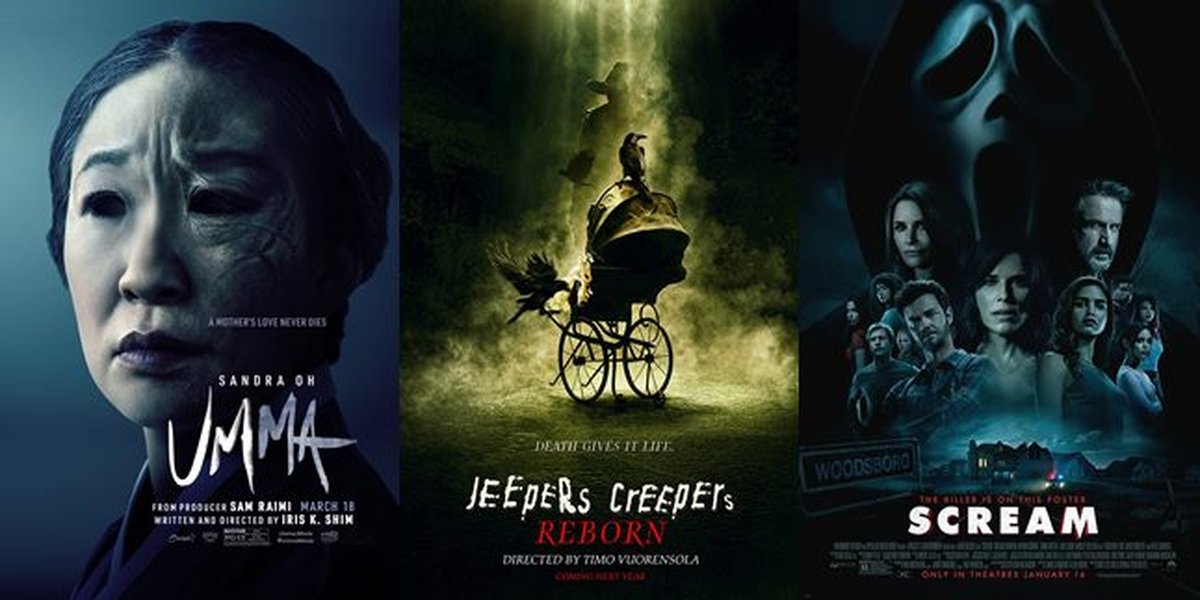 A MOTHER'S LOVE NEVER DIES
SANDRA OH
UMMA
FROM PRODUCER SAM RAIMI MARCH 18
WRITTEN AND DIRECTED BY IRIS K. SHIM
DEATH GIVES IT LIFE.
JEEPERS CREEPERS
REBORN
DIRECTED BY TIMO VUORENSOLA
COMING NEXT YEAR
WOODSBORO
THE KILLER IS ON THIS POSTER
SCREAM
ONLY IN THEATRES JANUARY 14